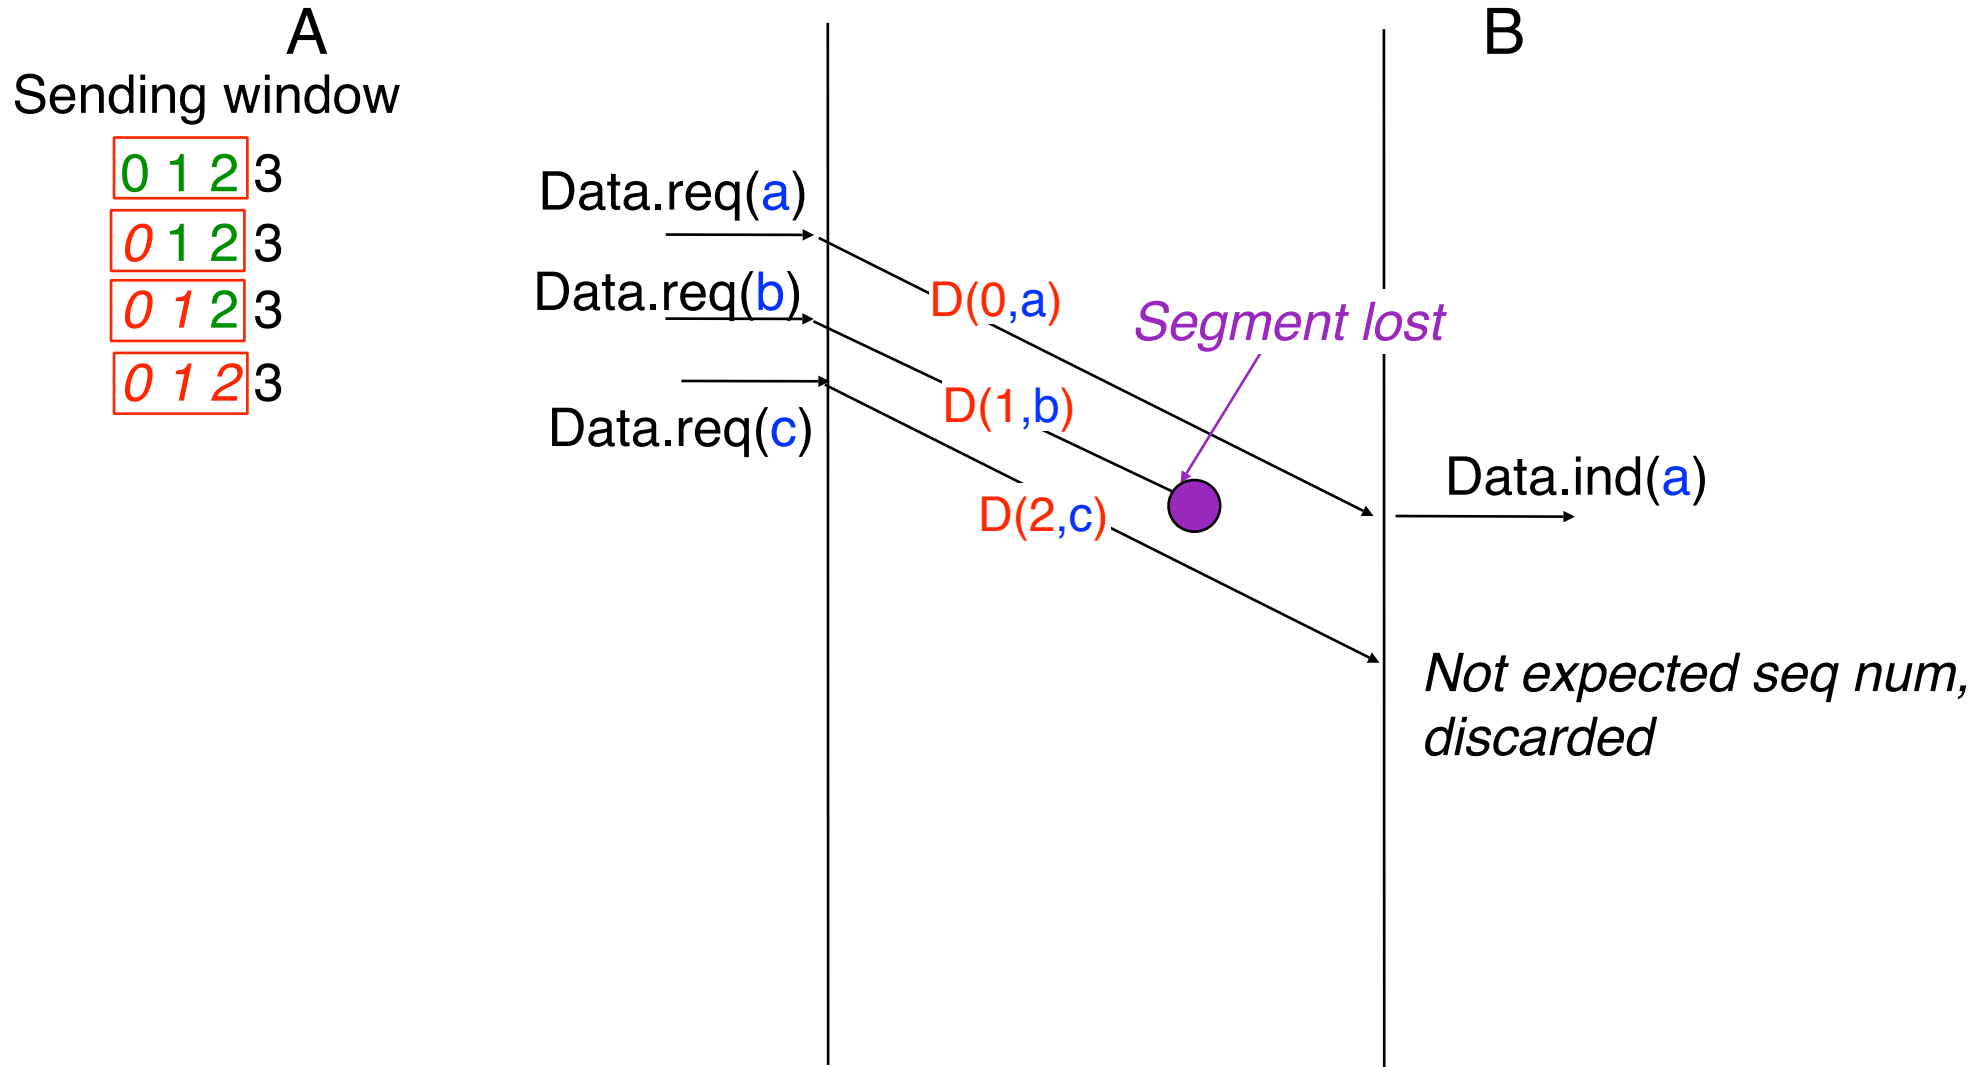 A
B
Sending window
0 1 2 3
0 1 2 3
0 1 2 3
0 1 2 3
Data.req(a)
Data.req(b)
Data.req(c)
D(0,a)
D(1,b)
D(2,c)
Segment lost
Data.ind(a)
Not expected seq num,
discarded